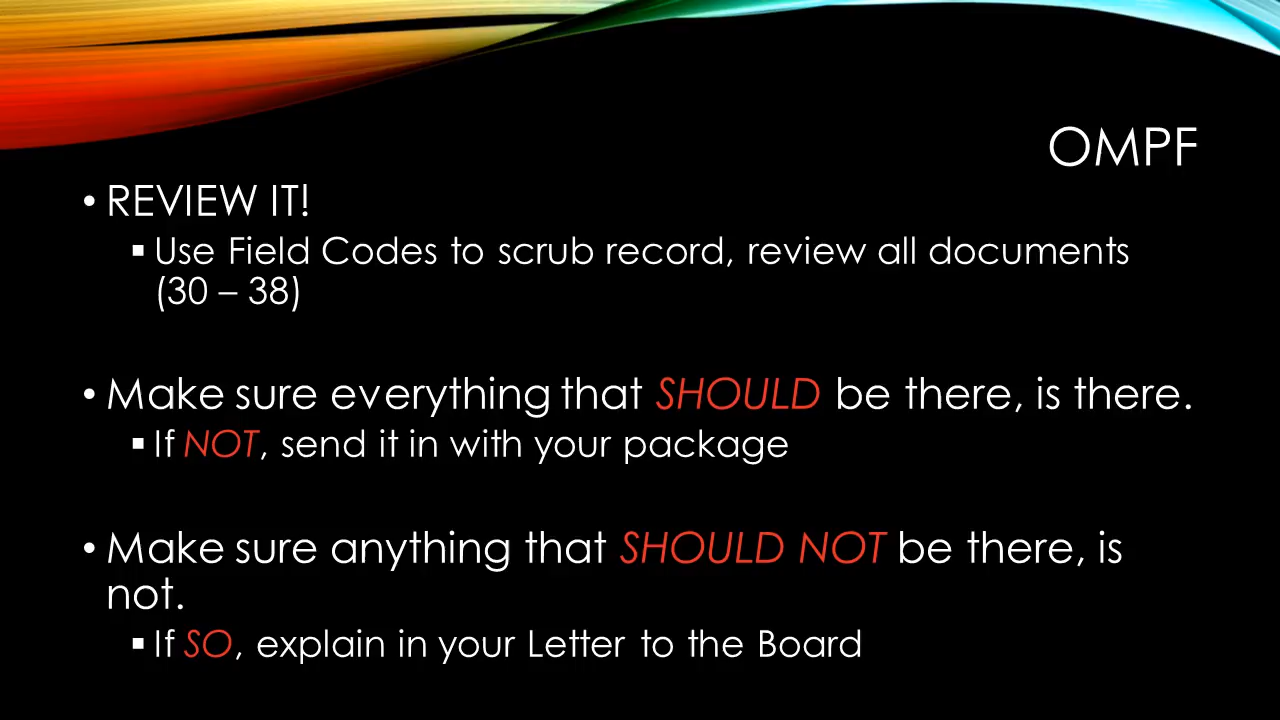 OMPF
• REVIEW IT!
▪ Use Field Codes to scrub record, review all documents
(30 – 38)
• Make sure everything that SHOULD be there, is there.
▪ If NOT, send it in with your package
• Make sure anything that SHOULD NOT be there, is
not.
▪ If SO, explain in your Letter to the Board